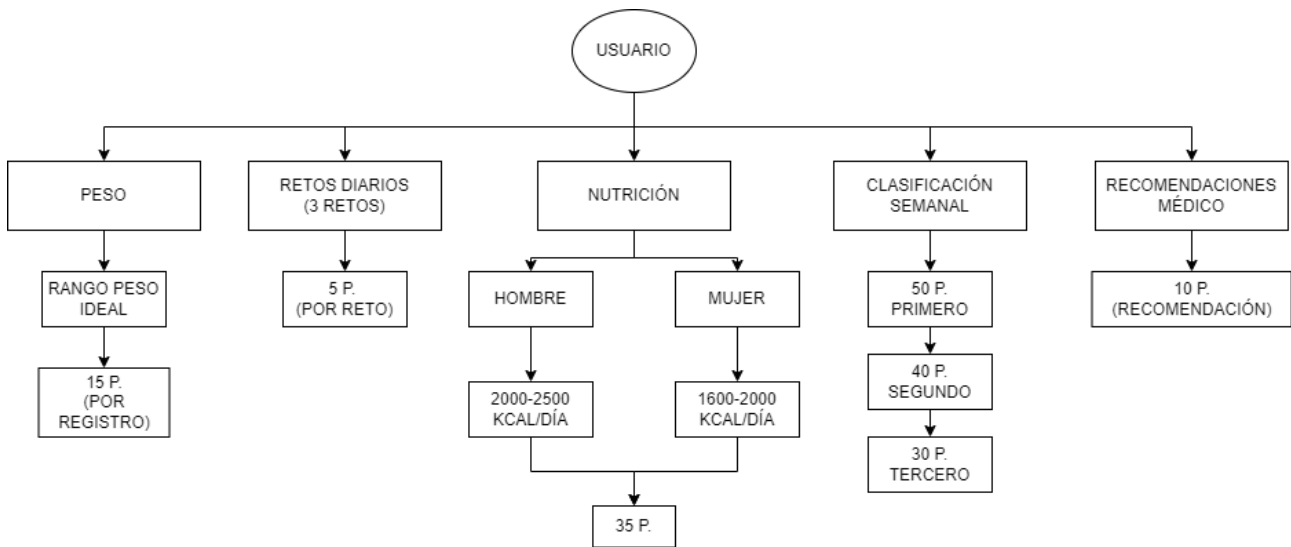 USUARIO
PESO
RETOS DIARIOS
(3 RETOS)
NUTRICIÓN
CLASIFICACIÓN
SEMANAL
RECOMENDACIONES
MÉDICO
RANGO PESO
IDEAL
5 P.
(POR RETO)
HOMBRE
MUJER
50 P.
PRIMERO
10 P.
(RECOMENDACIÓN)
15 P.
(POR
REGISTRO)
2000-2500
KCAL/DÍA
1600-2000
KCAL/DÍA
40 P.
SEGUNDO
30 P.
TERCERO
35 P.